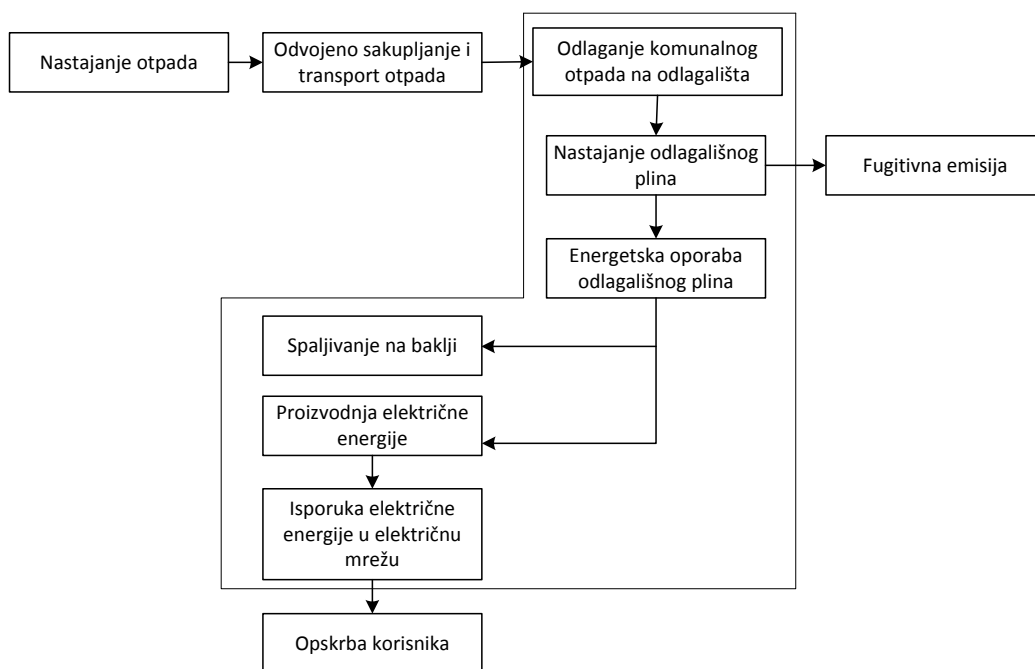 Nastajanje otpada
Odvojeno sakupljanje i
transport otpada
Odlaganje komunalnog
otpada na odlagališta
Nastajanje odlagališnog
plina
Fugitivna emisija
Energetska oporaba
odlagališnog plina
Spaljivanje na baklji
Proizvodnja električne
energije
Isporuka električne
energije u električnu
mrežu
Opskrba korisnika